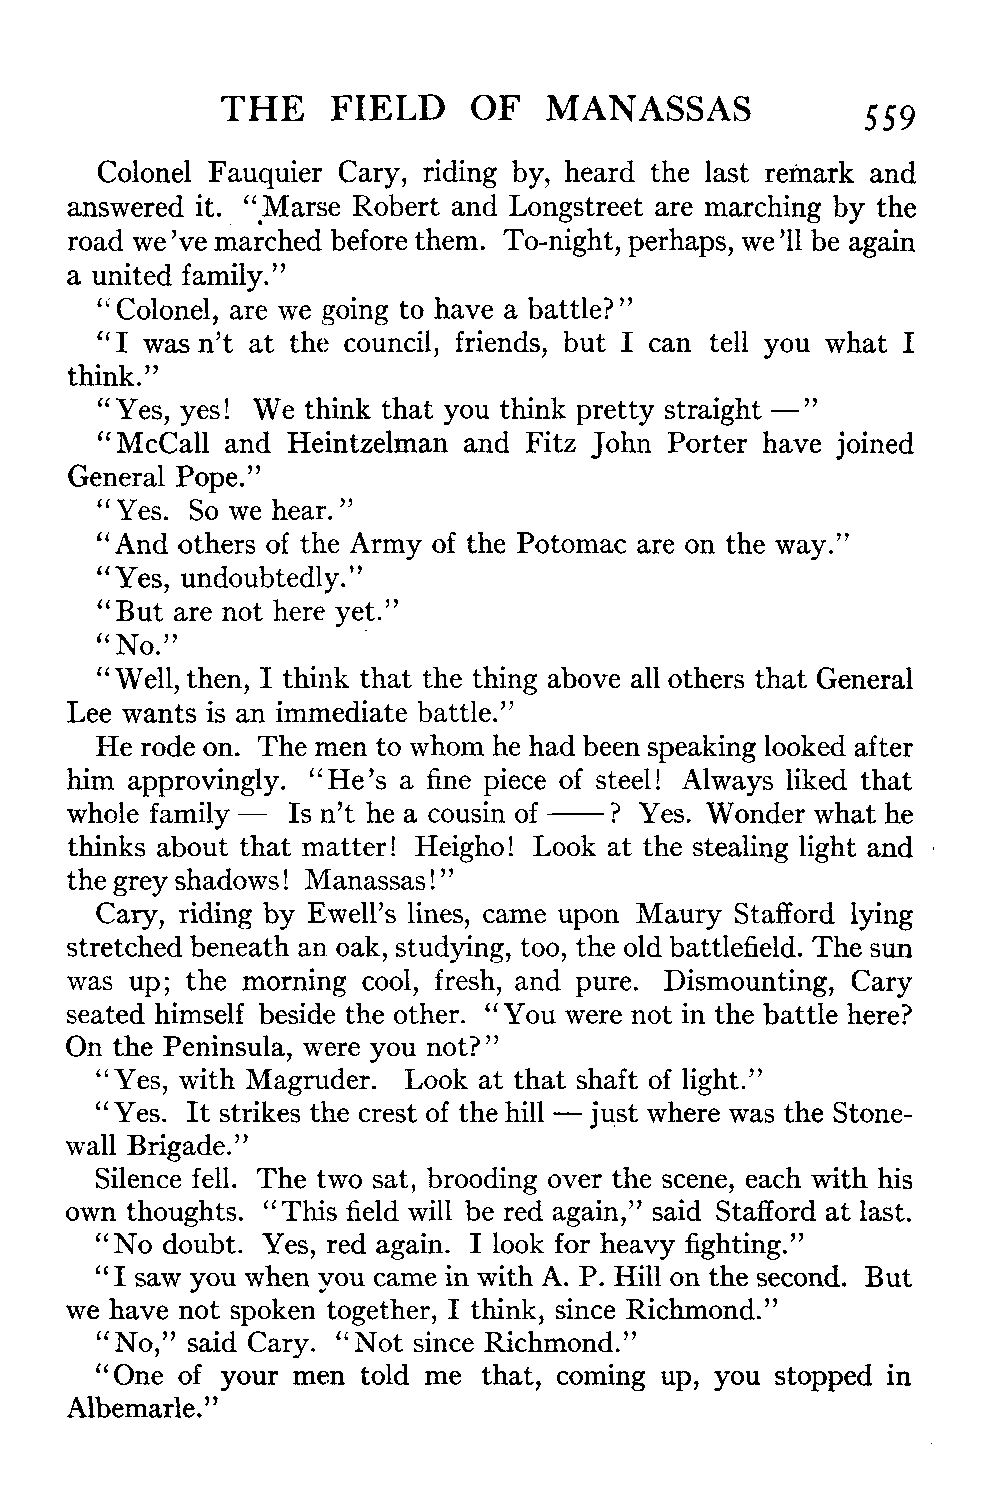 THE FIELD OF MANASSAS 559
Colonel Fauquier Cary, riding by, heard the last remark and
answered it. "Marse Robert and Longstreet are marching by the
road we've marched before them. To-night, perhaps, we'll be again
a united family."
"Colonel, are we going to have a battle?"
"I was n't at the council, friends, but I can tell you what I
think."
"Yes, yes! We think that you think pretty straight —"
"McCall and Heintzelman and Fitz John Porter have joined
General Pope."
"Yes. So we hear."
"And others of the Army of the Potomac are on the way."
"Yes, undoubtedly."
"But are not here yet."
"No."
"Well, then, I think that the thing above all others that General
Lee wants is an immediate battle."
He rode on. The men to whom he had been speaking looked after
him approvingly. "He's a fine piece of steel! Always liked that
whole family — Is n't he a cousin of ——? Yes. Wonder what he
thinks about that matter! Heigho! Look at the stealing light and
the grey shadows! Manassas!"
Cary, riding by Ewell's lines, came upon Maury Stafford lying
stretched beneath an oak, studying, too, the old battlefield. The sun
was up; the morning cool, fresh, and pure. Dismounting, Cary
seated himself beside the other. "You were not in the battle here?
On the Peninsula, were you not?"
"Yes, with Magruder. Look at that shaft of light."
"Yes. It strikes the crest of the hill — just where was the Stone-
wall Brigade."
Silence fell. The two sat, brooding over the scene, each with his
own thoughts. "This field will be red again," said Stafford at last.
"No doubt. Yes, red again. I look for heavy fighting."
"I saw you when you came in with A. P. Hill on the second. But
we have not spoken together, I think, since Richmond."
"No," said Cary. "Not since Richmond."
"One of your men told me that, coming up, you stopped in
Albemarle."